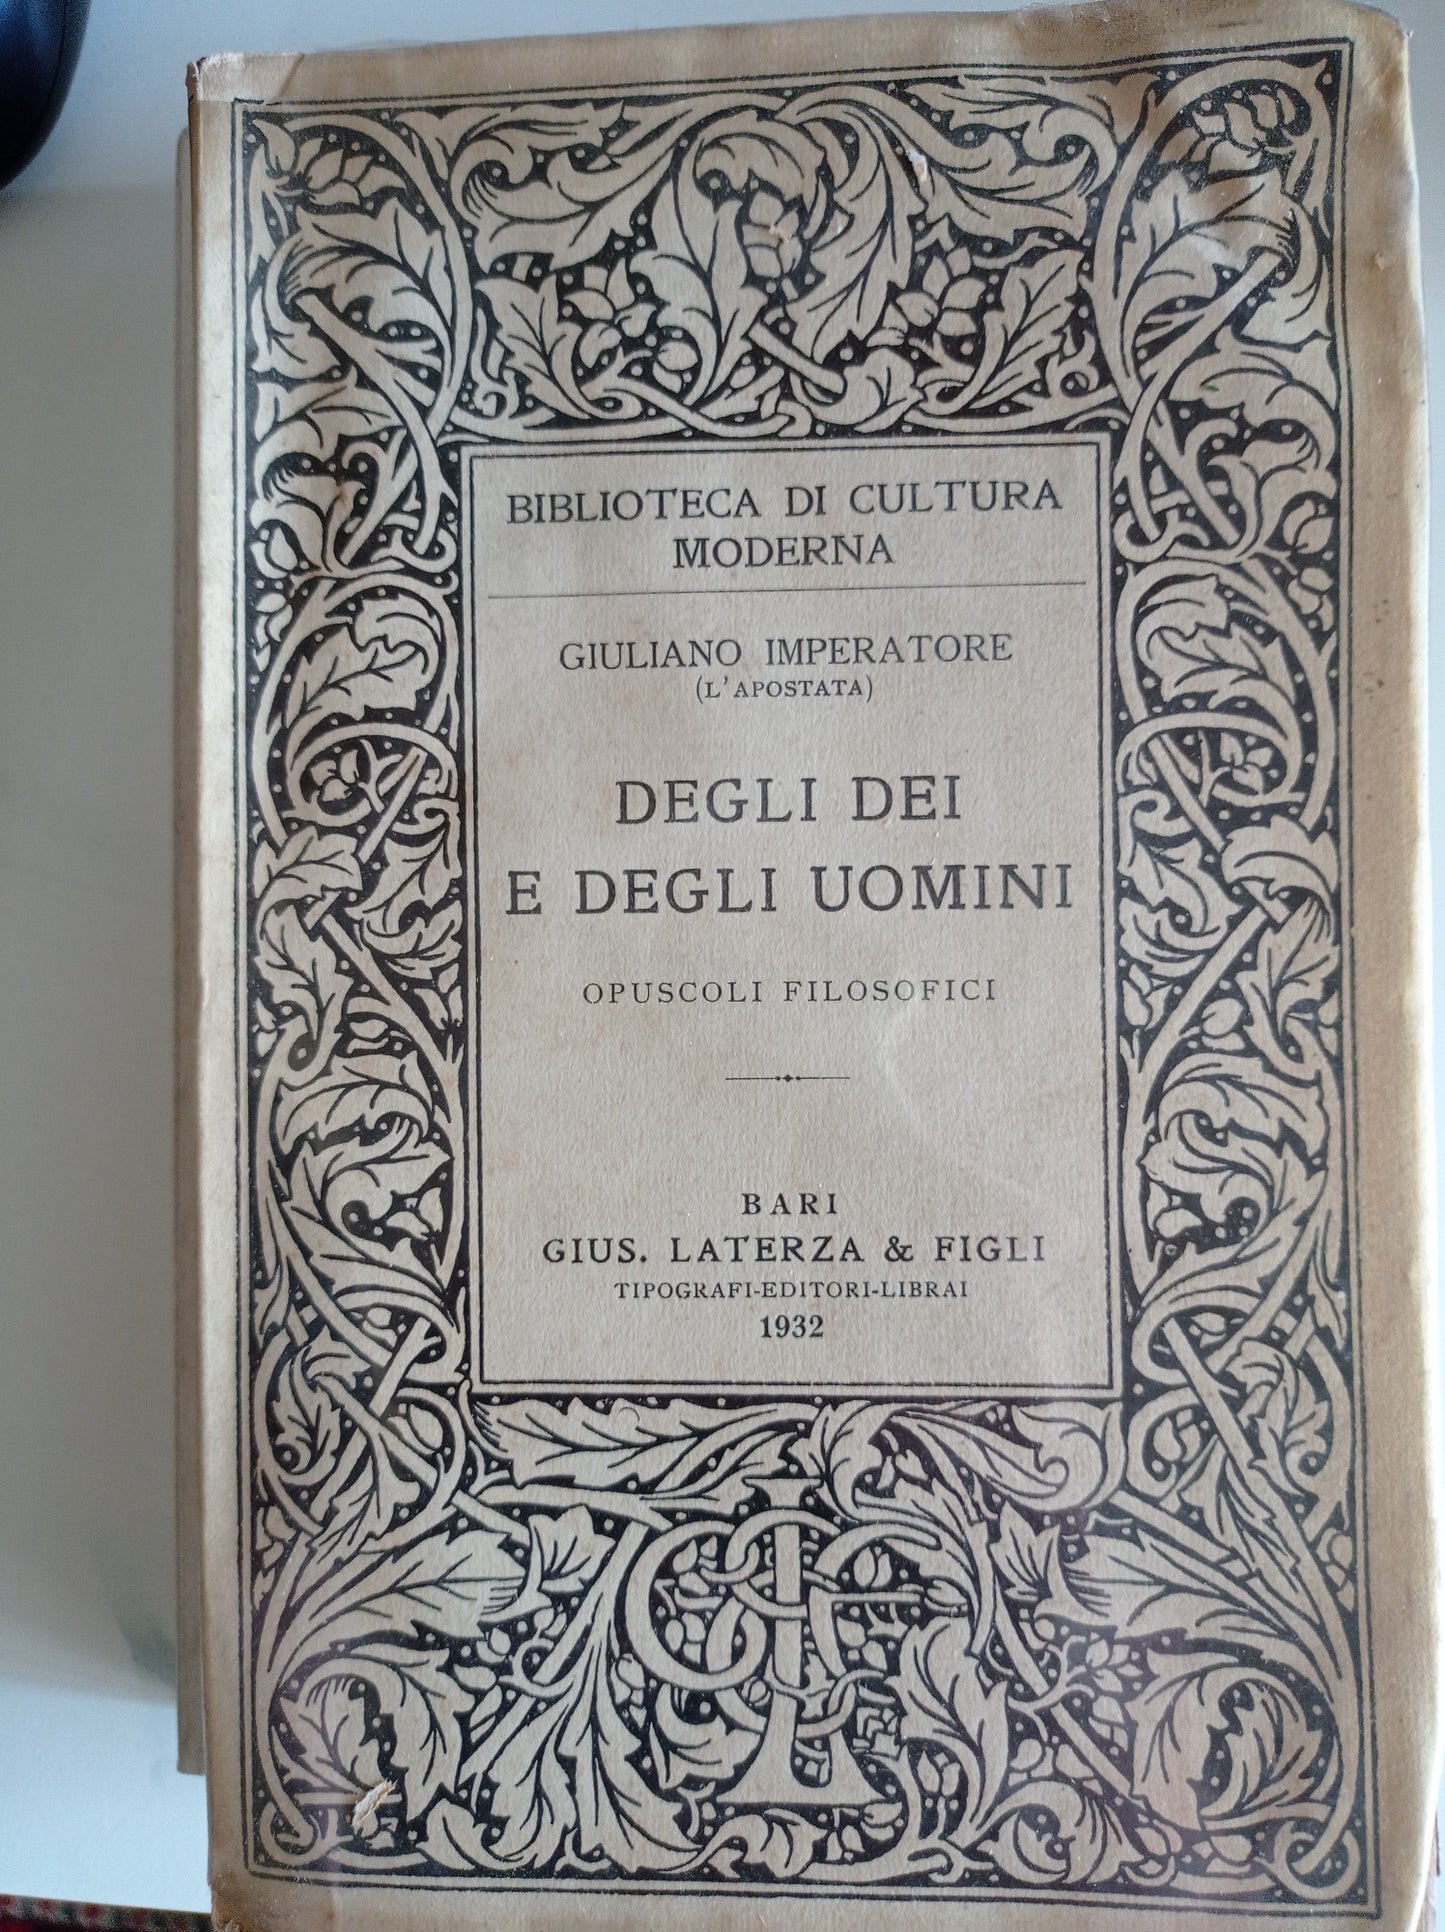 BIBLIOTECA DI CULTURA
MODERNA
GIULIANO IMPERATORE
(L'APOSTATA)
DEGLI DEI
E DEGLI UOMINI
OPUSCOLI FILOSOFICI
BARI
GIUS. LATERZA & FIGLI
TIPOGRAFI-EDITORI-LIBRAI
1932